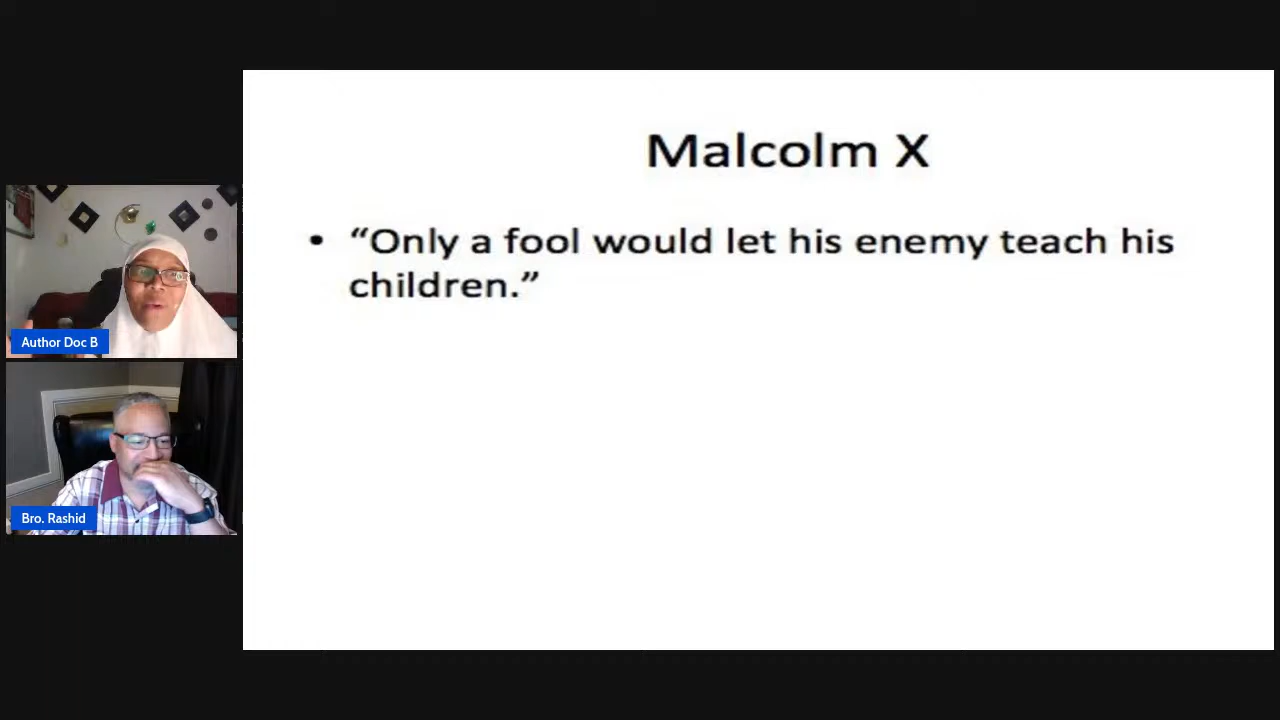 Malcolm X
• “Only a fool would let his enemy teach his
children.”
Author Doc B
Bro. Rashid